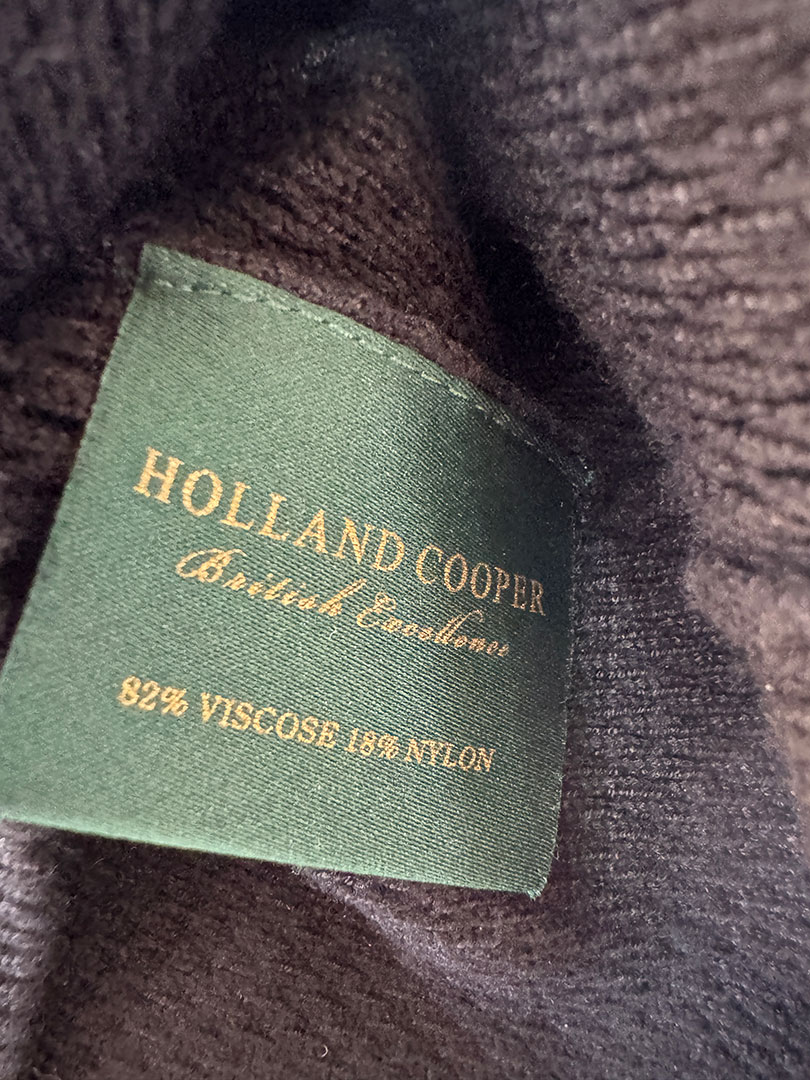 HOLLAND COOPER
British Excellence
82% VISCOSE 18% NYLON